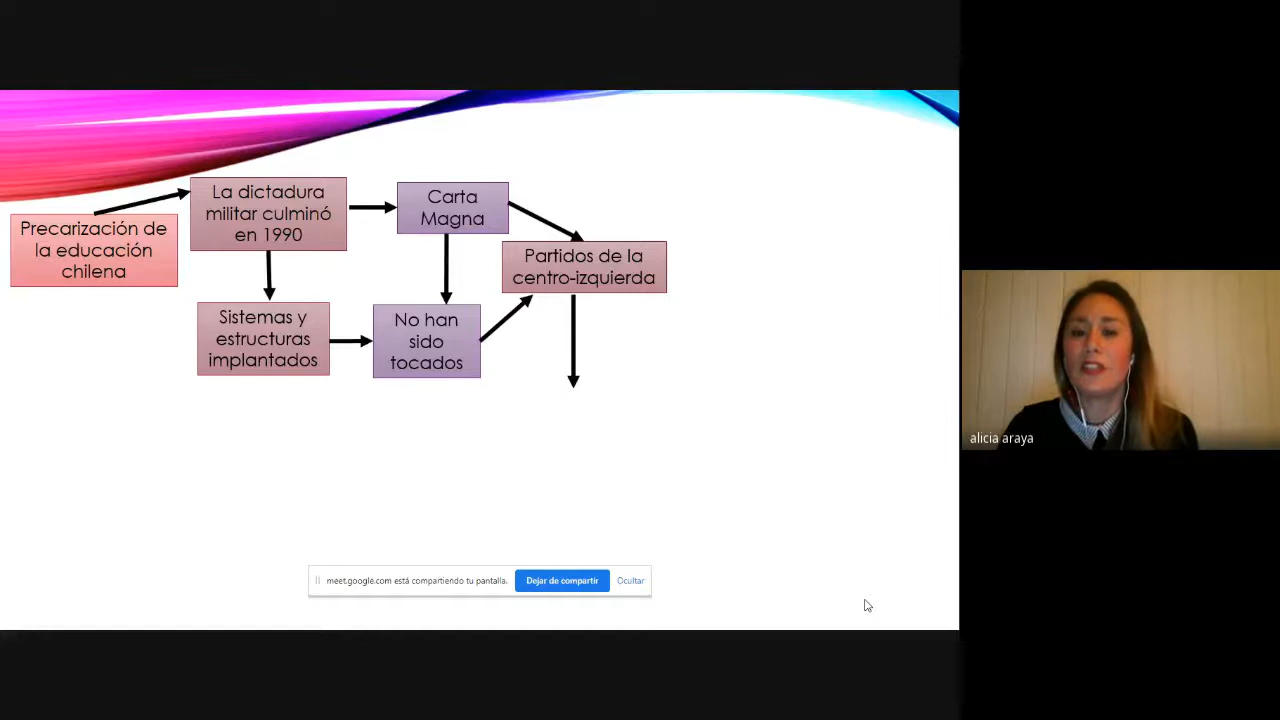 Precarización de
la educación
chilena
La dictadura
militar culminó
en 1990
Carta
Magna
Partidos de la
centro-izquierda
Sistemas y
estructuras
implantados
No han
sido
tocados
meet.google.com está compartiendo tu pantalla.
Dejar de compartir
Ocultar
alicia araya